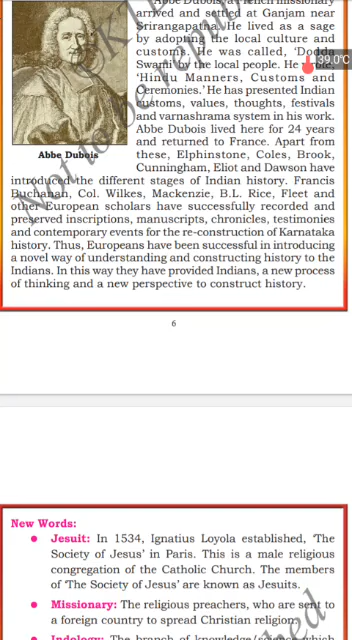 Abbe Dubois, a French missionary
arrived and settled at Ganjam near
Srirangapatna. He lived as a sage
by adopting the local culture and
customs. He was called, 'Dodda
Swami' by the local people. He wrote,
39.0°C
'Hindu Manners, Customs and
Ceremonies.' He has presented Indian
customs, values, thoughts, festivals
and varnashrama system in his work.
Abbe Dubois lived here for 24 years
and returned to France. Apart from
Abbe Dubois
these, Elphinstone, Coles, Brook,
Cunningham, Eliot and Dawson have
introduced the different stages of Indian history. Francis
Buchanan, Col. Wilkes, Mackenzie, B.L. Rice, Fleet and
other European scholars have successfully recorded and
preserved inscriptions, manuscripts, chronicles, testimonies
and contemporary events for the re-construction of Karnataka
history. Thus, Europeans have been successful in introducing
a novel way of understanding and constructing history to the
Indians. In this way they have provided Indians, a new process
of thinking and a new perspective to construct history.
6
New Words:
● Jesuit: In 1534, Ignatius Loyola established, 'The
Society of Jesus' in Paris. This is a male religious
congregation of the Catholic Church. The members
of 'The Society of Jesus' are known as Jesuits.
● Missionary: The religious preachers, who are sent to
a foreign country to spread Christian religion.
● Indology: The branch of knowledge/science which